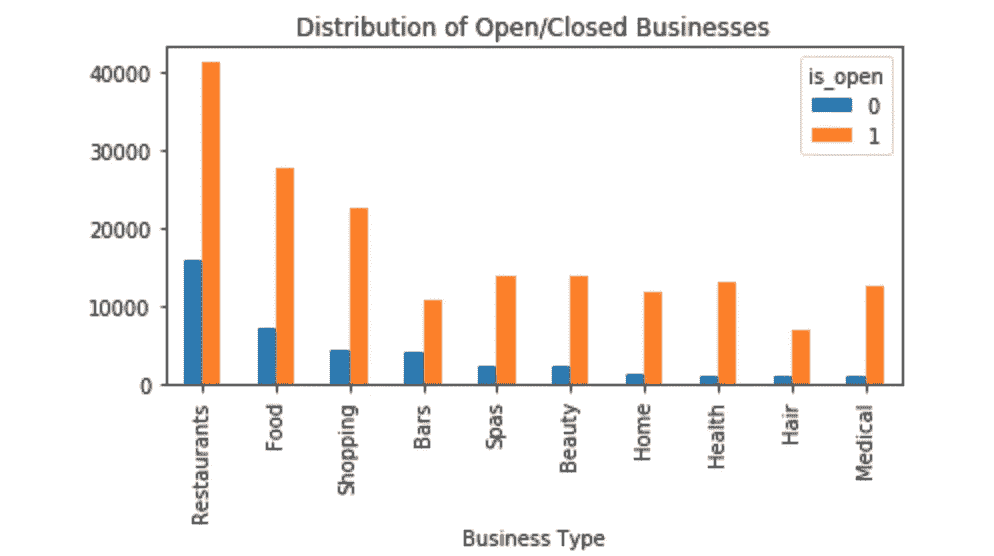 Distribution of Open/Closed Businesses
is_open
0
1
40000
30000
20000
10000
0
Restaurants
Food
Shopping
Bars
Spas
Beauty
Home
Health
Hair
Medical
Business Type